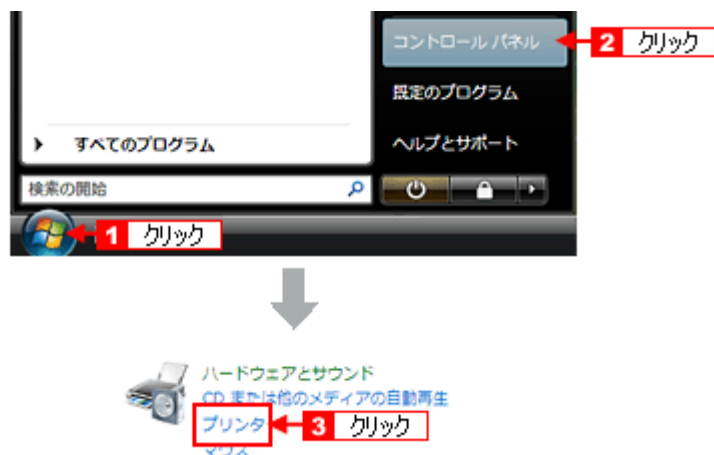 コントロール パネル
2 クリック
既定のプログラム
すべてのプログラム
ヘルプとサポート
検索の開始
1 クリック
ハードウェアとサウンド
CD または他のメディアの自動再生
プリンタ
3 クリック
マウス